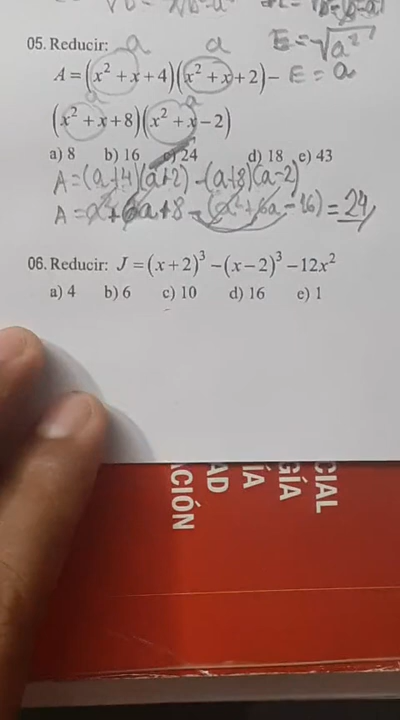 05. Reducir: a a E = √a²
A = (x² + x + 4)(x² + x + 2) − E = a
a a
(x² + x + 8)(x² + x − 2)
a) 8 b) 16 c) 24 d) 18 e) 43
A = (a+4)(a+2) − (a+8)(a−2)
A = a² + 6a + 8 − (a² + 6a − 16) = 24
06. Reducir: J = (x+2)³ − (x−2)³ − 12x²
a) 4 b) 6 c) 10 d) 16 e) 1
CIAL
GÍA
ÍA
AD
ACIÓN